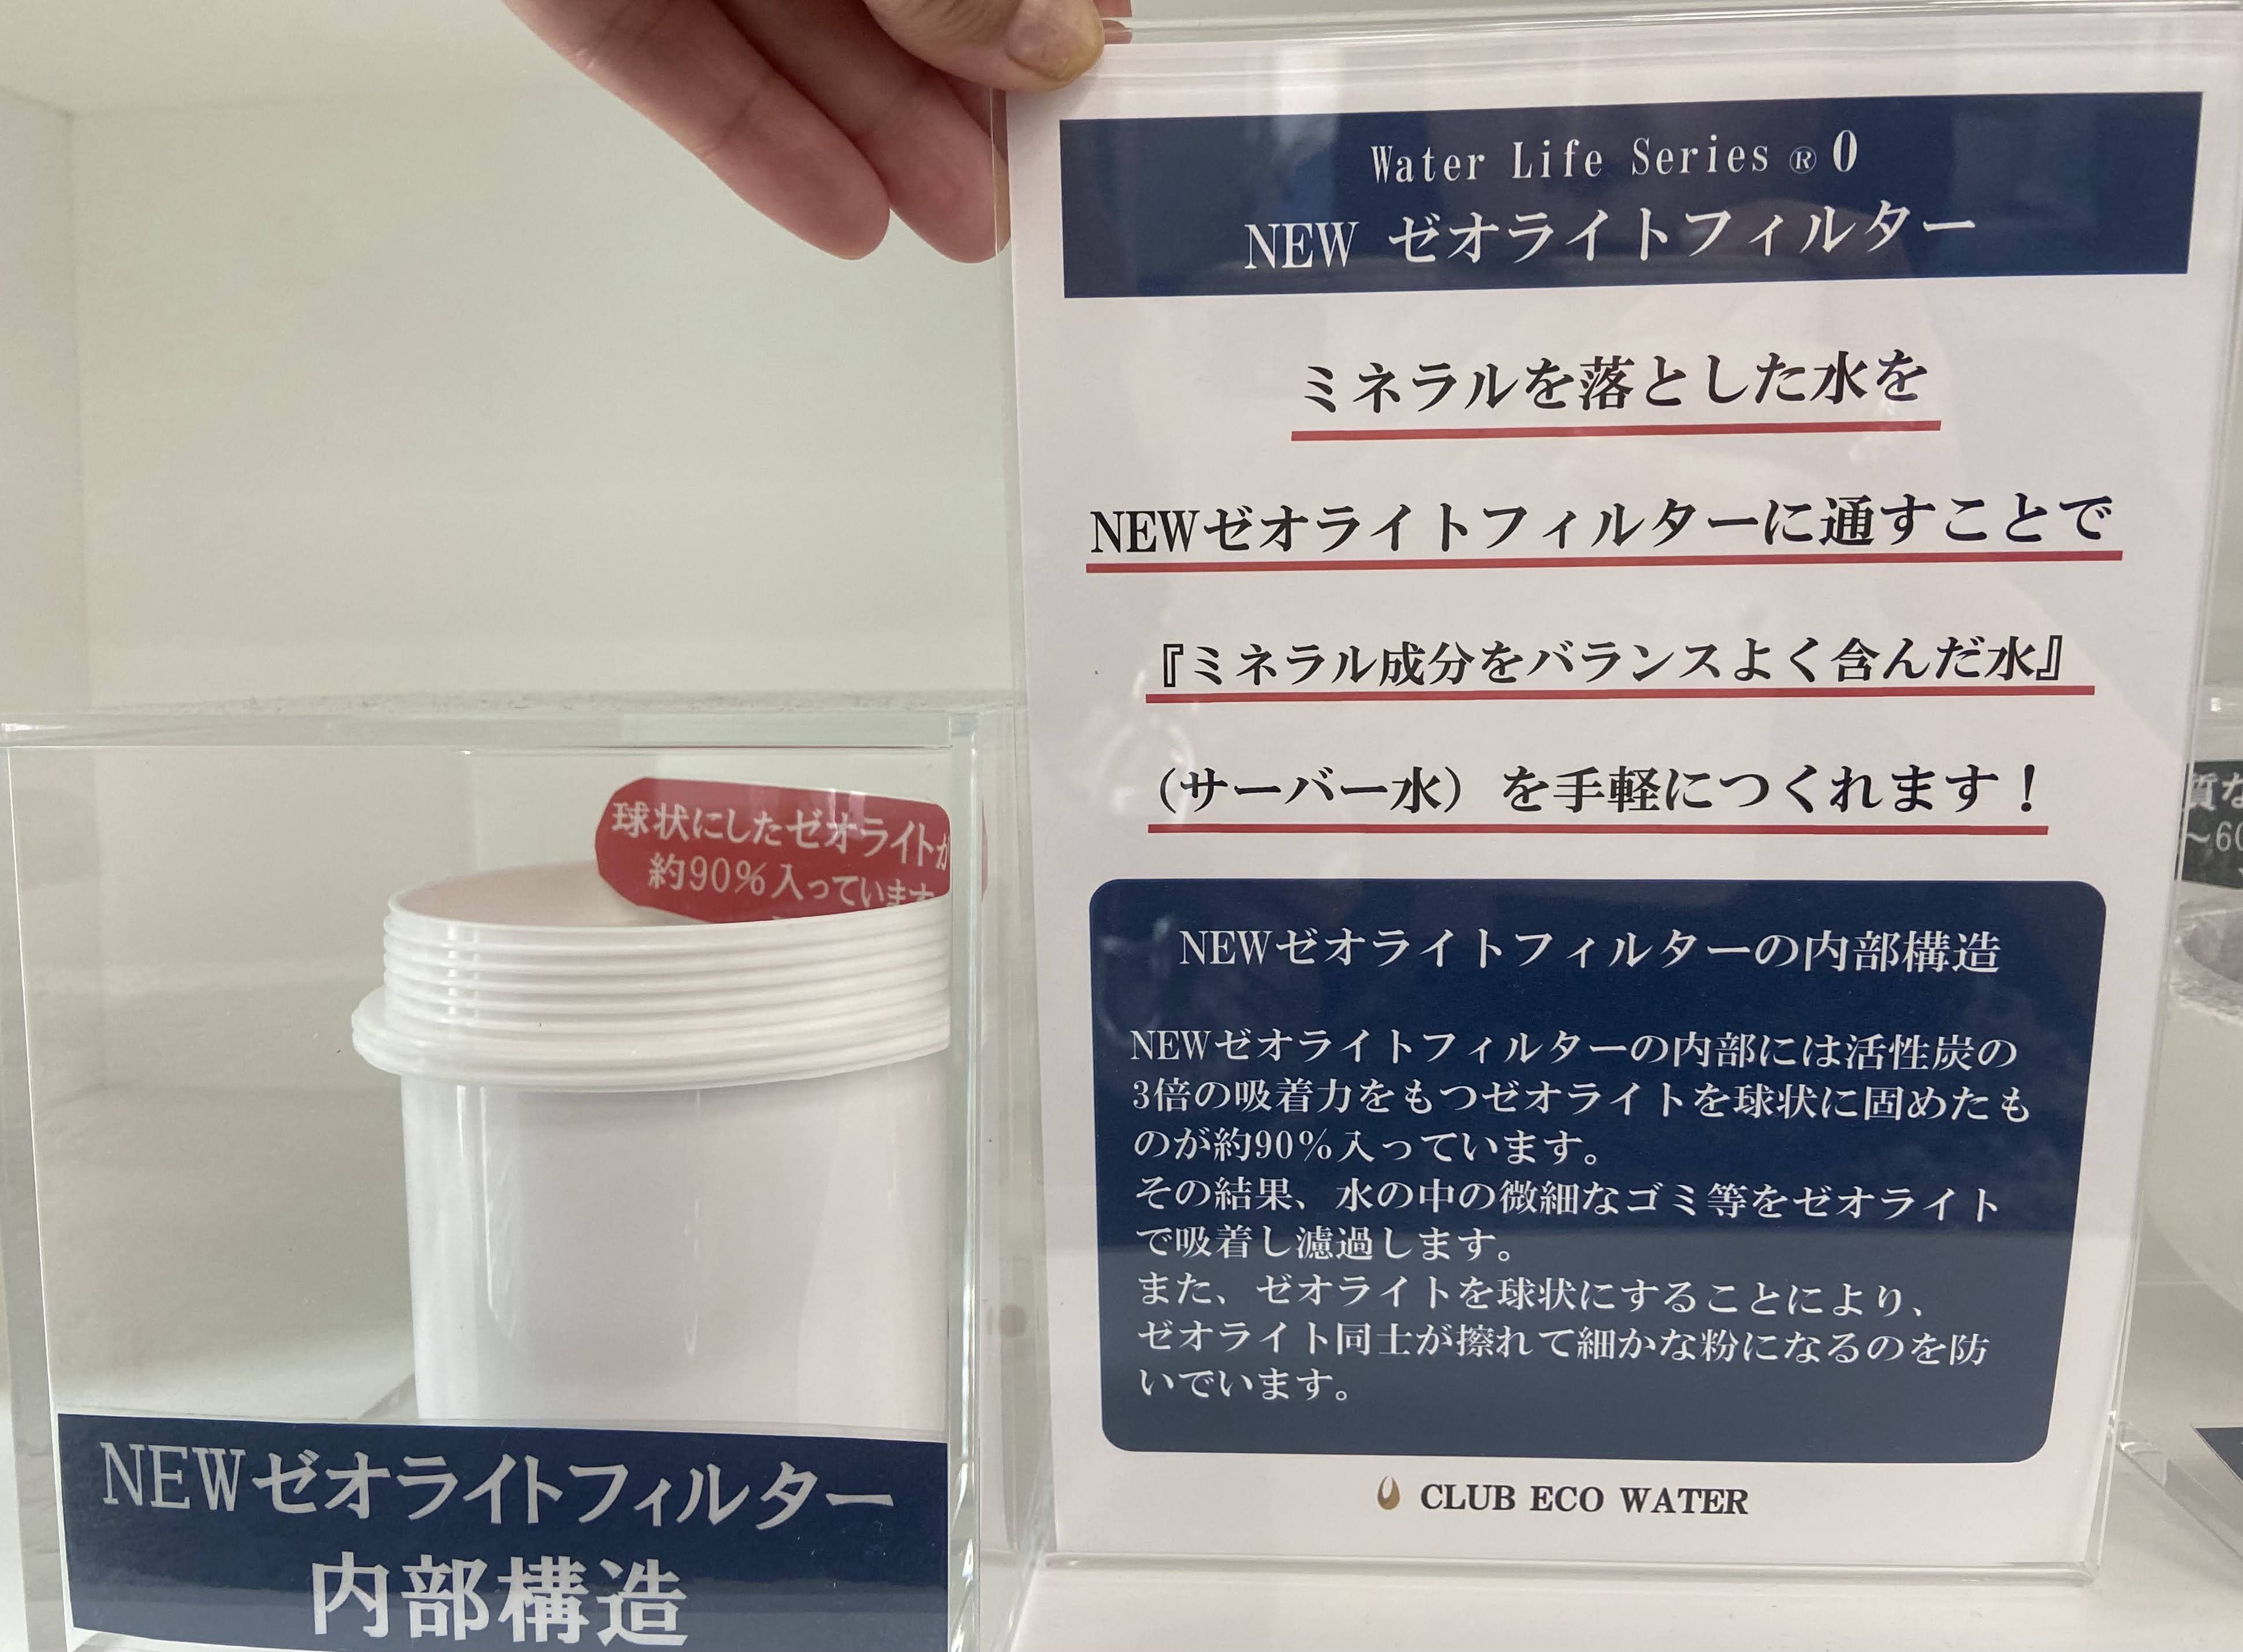 Water Life Series ® 0
NEW ゼオライトフィルター
ミネラルを落とした水を
NEWゼオライトフィルターに通すことで
『ミネラル成分をバランスよく含んだ水』
（サーバー水）を手軽につくれます！
NEWゼオライトフィルターの内部構造
NEWゼオライトフィルターの内部には活性炭の
3倍の吸着力をもつゼオライトを球状に固めたも
のが約90%入っています。
その結果、水の中の微細なゴミ等をゼオライト
で吸着し濾過します。
また、ゼオライトを球状にすることにより、
ゼオライト同士が擦れて細かな粉になるのを防
いでいます。
CLUB ECO WATER
球状にしたゼオライトが
約90%入っています
NEWゼオライトフィルター
内部構造
質な
～60